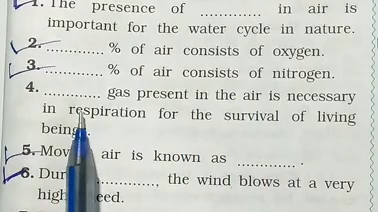 1. The presence of ............. in air is
important for the water cycle in nature.
2. ............. % of air consists of oxygen.
3. ............. % of air consists of nitrogen.
4. ............. gas present in the air is necessary
in respiration for the survival of living
being
5. Mov air is known as ............. .
6. Dur ............., the wind blows at a very
high eed.